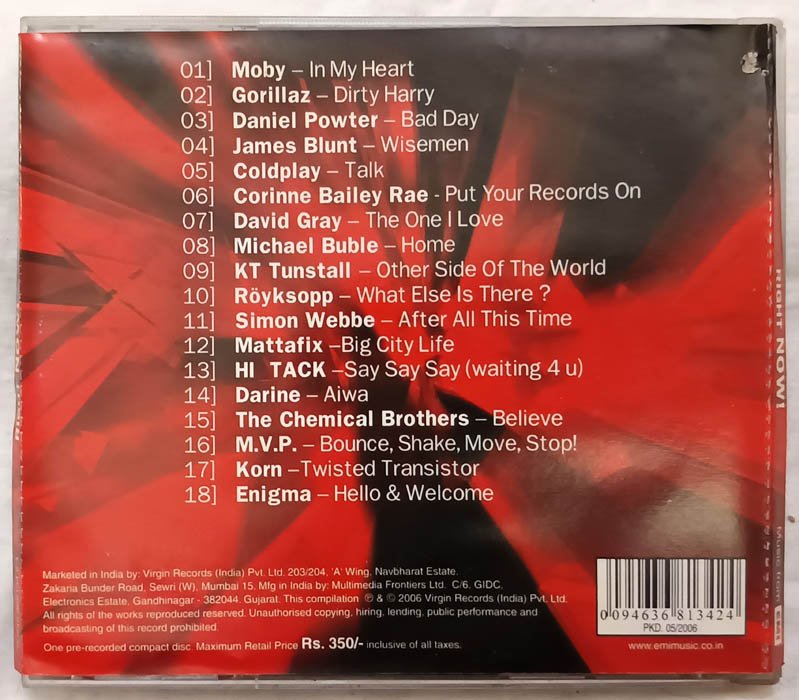 01] Moby – In My Heart
02] Gorillaz – Dirty Harry
03] Daniel Powter – Bad Day
04] James Blunt – Wisemen
05] Coldplay – Talk
06] Corinne Bailey Rae - Put Your Records On
07] David Gray – The One I Love
08] Michael Buble – Home
09] KT Tunstall – Other Side Of The World
10] Röyksopp – What Else Is There ?
11] Simon Webbe – After All This Time
12] Mattafix –Big City Life
13] HI TACK –Say Say Say (waiting 4 u)
14] Darine – Aiwa
15] The Chemical Brothers – Believe
16] M.V.P. – Bounce, Shake, Move, Stop!
17] Korn –Twisted Transistor
18] Enigma – Hello & Welcome
Marketed in India by: Virgin Records (India) Pvt. Ltd. 203/204, 'A' Wing, Navbharat Estate,
Zakaria Bunder Road, Sewri (W), Mumbai 15. Mfg in India by: Multimedia Frontiers Ltd. C/6, GIDC,
Electronics Estate, Gandhinagar - 382044. Gujarat. This compilation ℗ & © 2006 Virgin Records (India) Pvt. Ltd.
All rights of the works reproduced reserved. Unauthorised copying, hiring, lending, public performance and
broadcasting of this record prohibited.
One pre-recorded compact disc. Maximum Retail Price Rs. 350/- inclusive of all taxes.
0 094636 813424
PKD. 05/2006
www.emimusic.co.in
RIGHT NOW!
Music from EMI